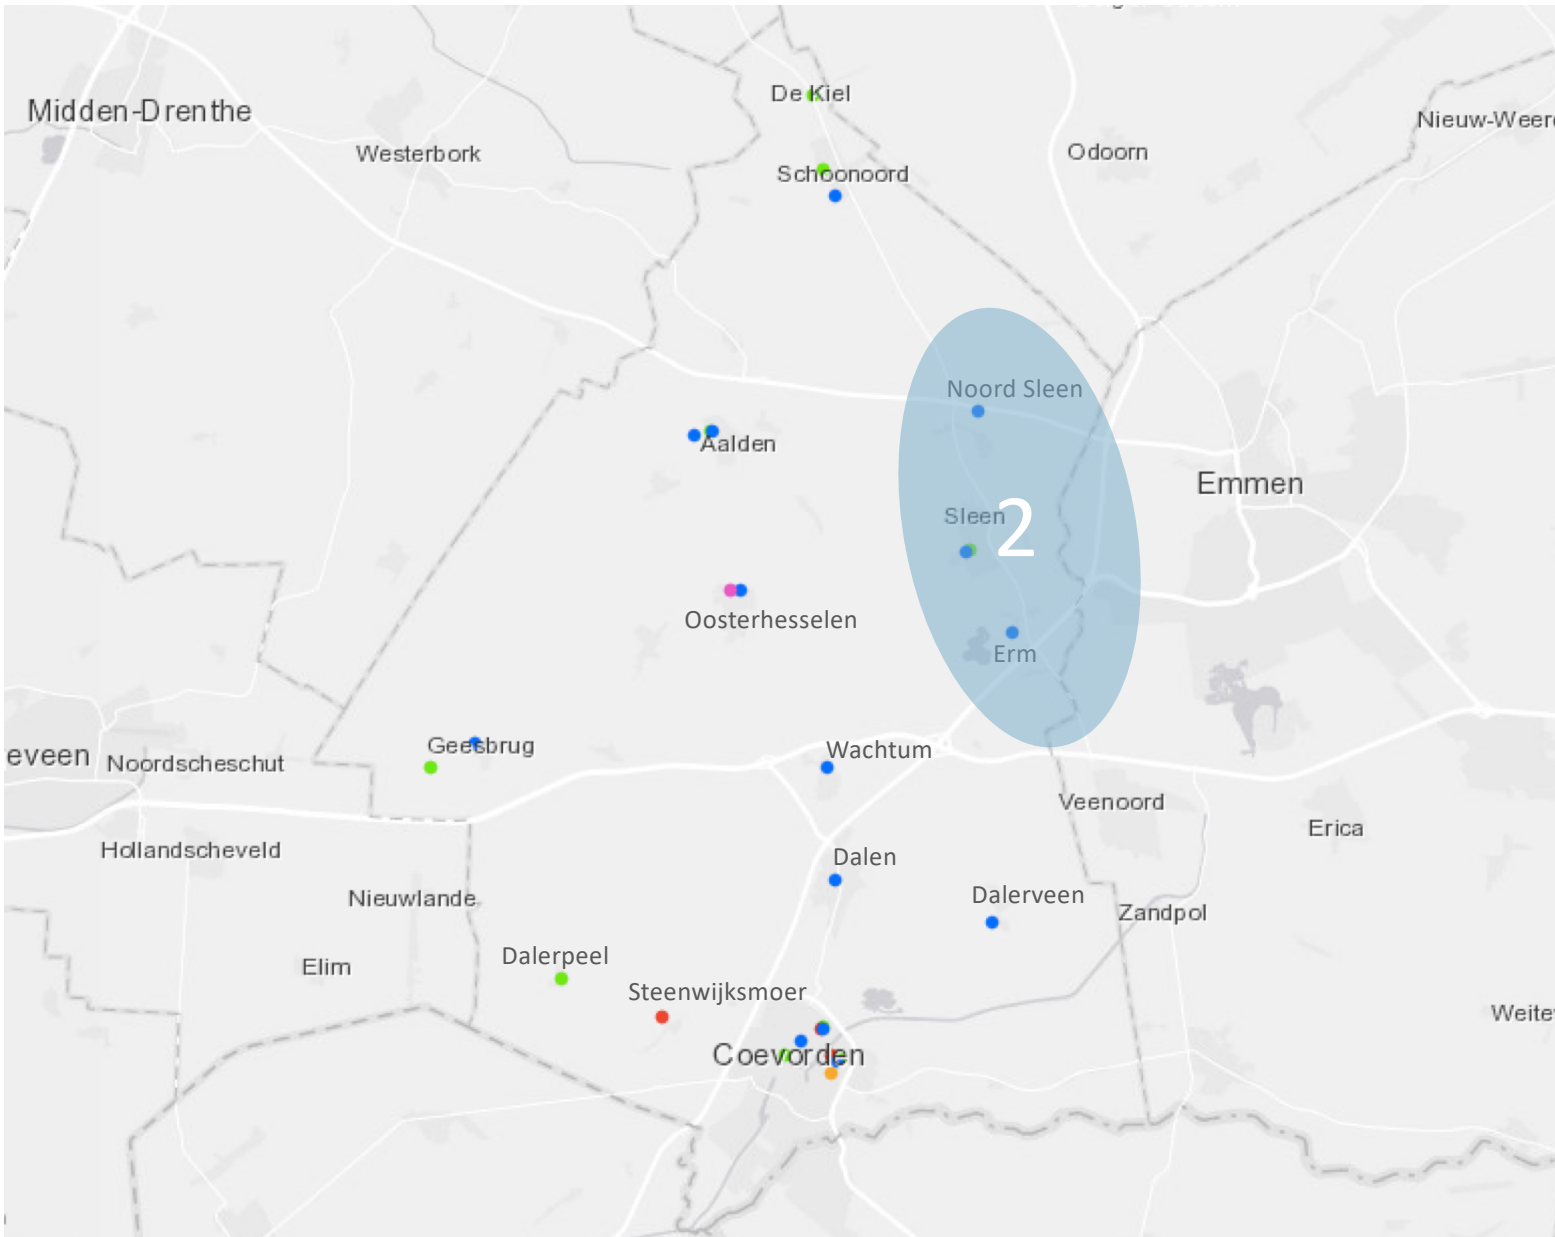 De Kiel
Midden-Drenthe
Nieuw-Weer
Westerbork
Odoorn
Schoonoord
Noord Sleen
Aalden
Emmen
Sleen
2
Oosterhesselen
Erm
Geesbrug
Wachtum
eveen
Noordscheschut
Veenoord
Erica
Hollandscheveld
Dalen
Nieuwlande
Dalerveen
Zandpol
Dalerpeel
Elim
Steenwijksmoer
Weite
Coevorden